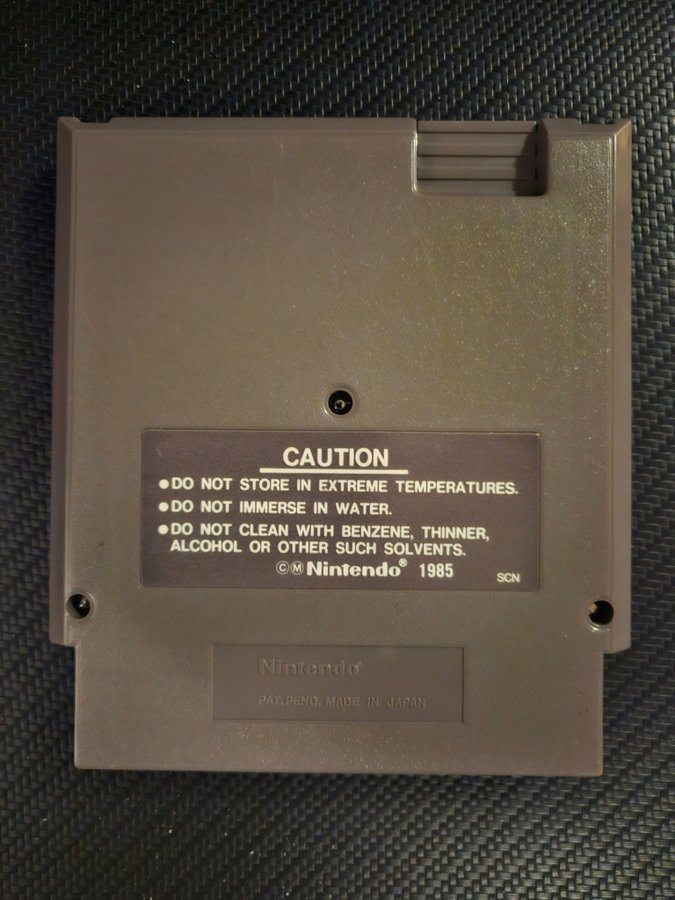 CAUTION
●DO NOT STORE IN EXTREME TEMPERATURES.
●DO NOT IMMERSE IN WATER.
●DO NOT CLEAN WITH BENZENE, THINNER,
ALCOHOL OR OTHER SUCH SOLVENTS.
ⒸⓂNintendo® 1985 SCN
Nintendo®
PAT. PEND. MADE IN JAPAN